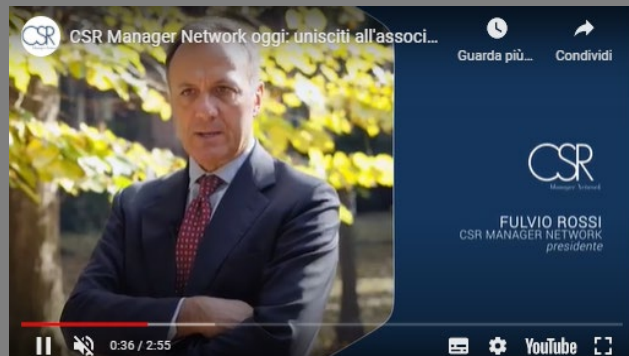 CSR
CSR Manager Network oggi: unisciti all'associ...
Guarda più...
Condividi
CSR
Manager Network
FULVIO ROSSI
CSR MANAGER NETWORK
presidente
0:36 / 2:55
YouTube